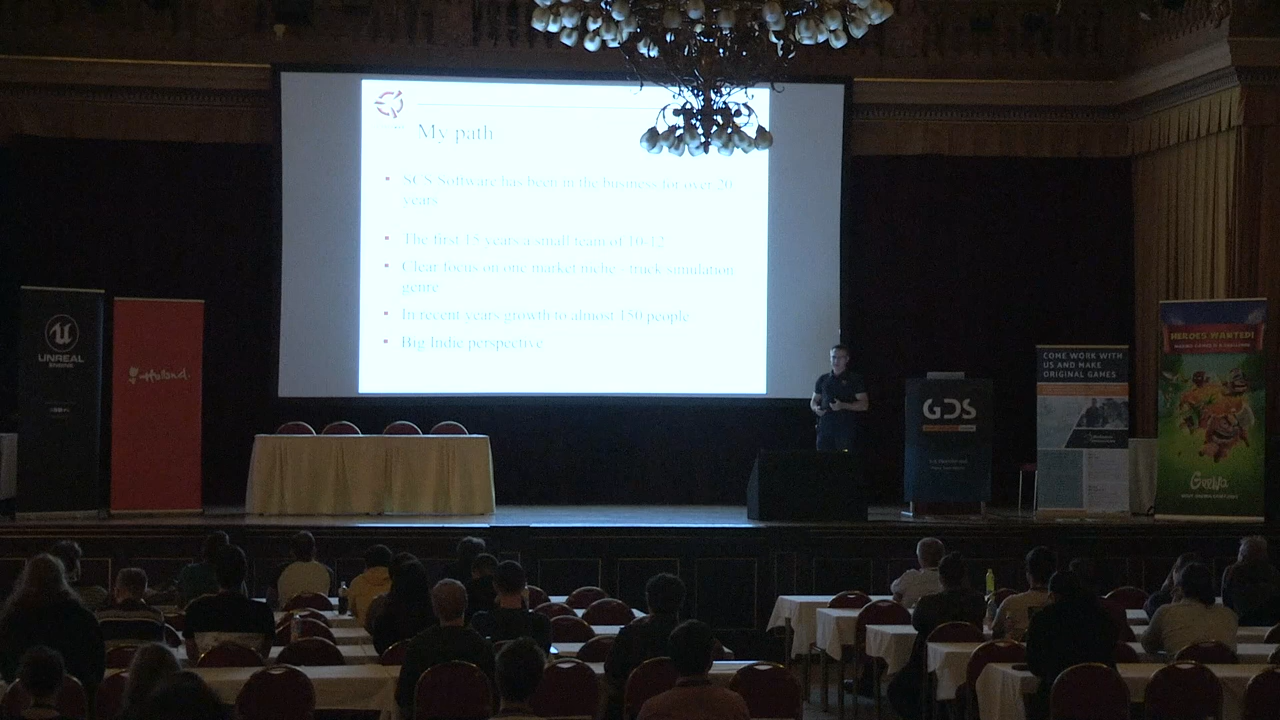 My path
SCS Software has been in the business for over 20
years
The first 15 years a small team of 10-12
Clear focus on one market niche - truck simulation
genre
In recent years growth to almost 150 people
Big Indie perspective
UNREAL
ENGINE
Holland.
GDS
COME WORK WITH
US AND MAKE
ORIGINAL GAMES
HEROES WANTED!
Geewa